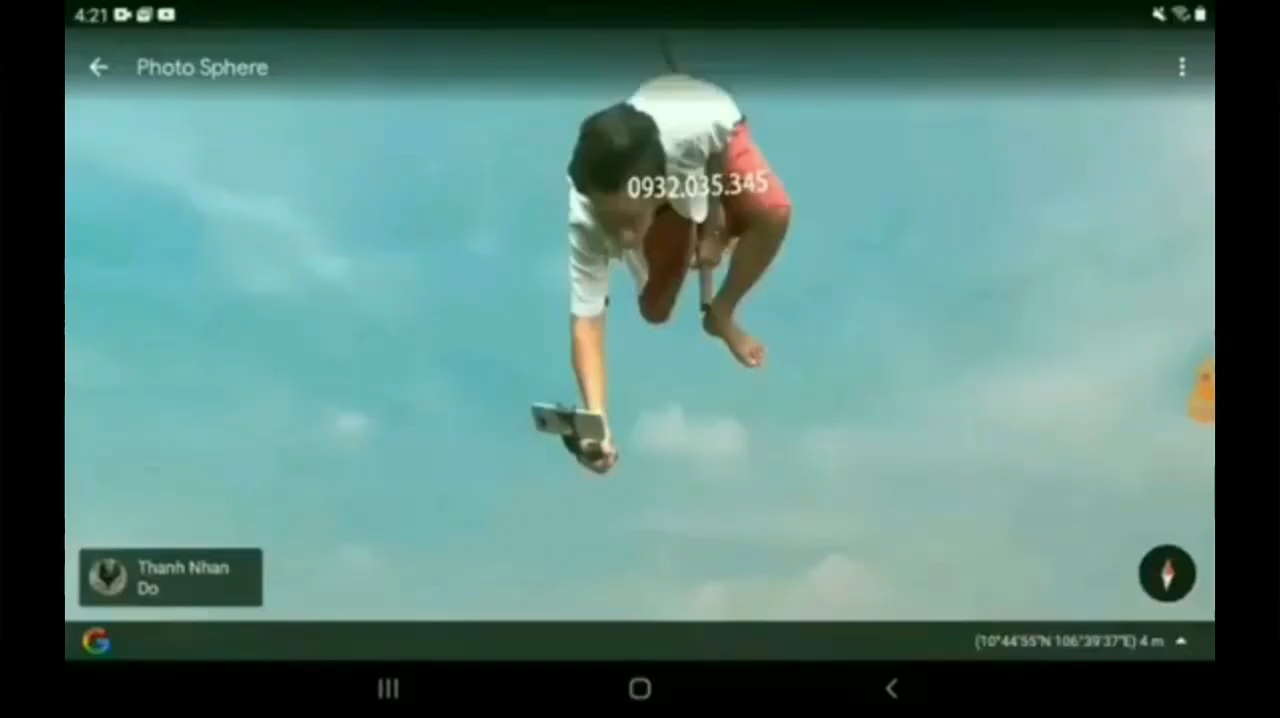 4:21
Photo Sphere
0932.035.345
Thanh Nhan
Do
(10°44'55"N 106°39'37"E) 4 m